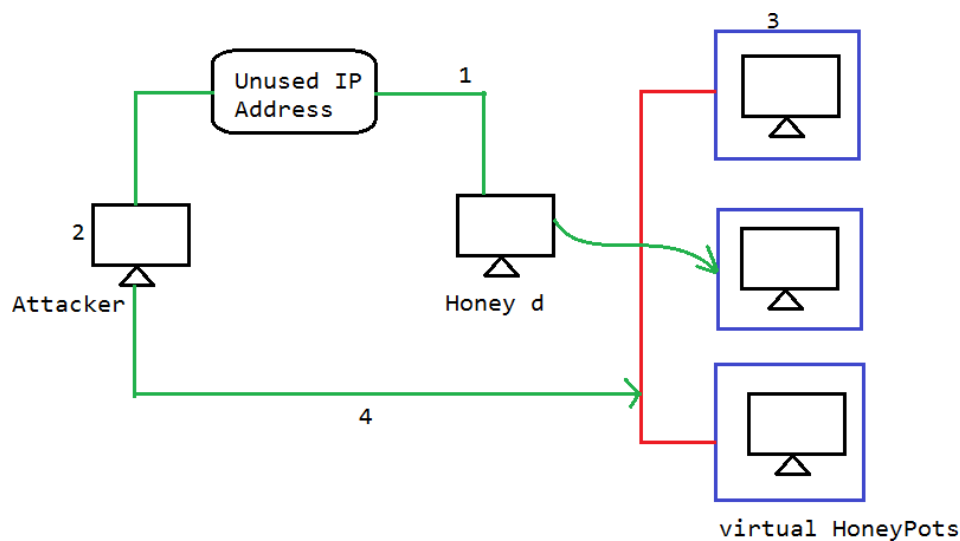 3
1
Unused IP
Address
2
Attacker
Honey d
4
virtual HoneyPots